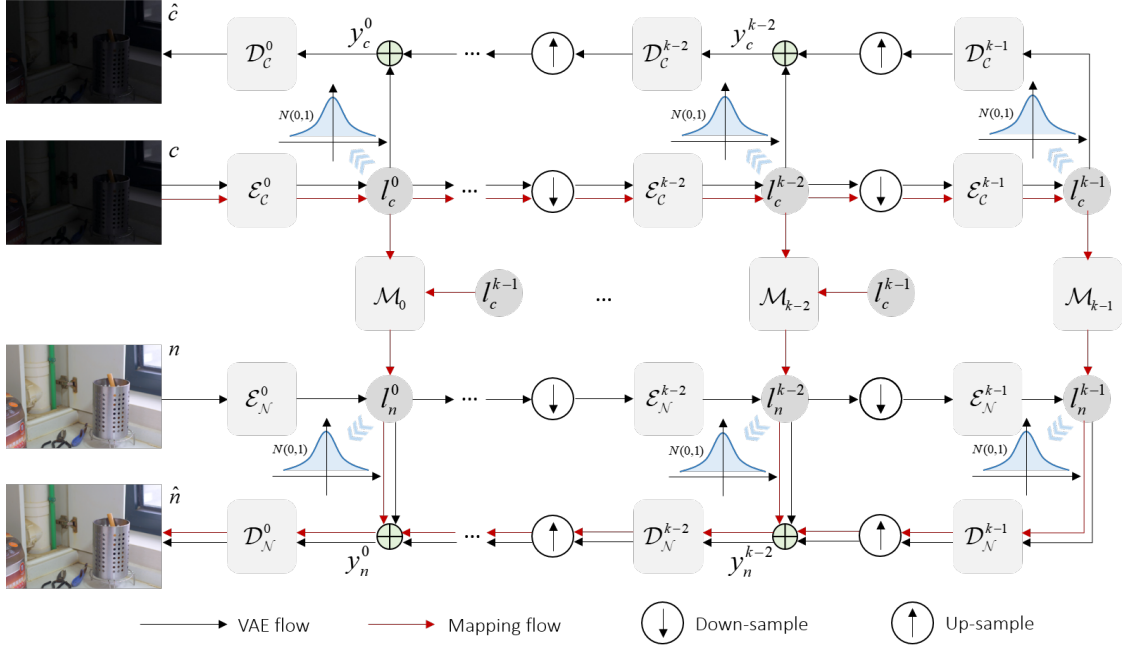 ĉ
𝒟_𝒞^0
y_c^0
...
𝒟_𝒞^{k-2}
y_c^{k-2}
𝒟_𝒞^{k-1}
N(0,1)
N(0,1)
N(0,1)
c
ℰ_𝒞^0
l_c^0
...
ℰ_𝒞^{k-2}
l_c^{k-2}
ℰ_𝒞^{k-1}
l_c^{k-1}
ℳ_0
l_c^{k-1}
...
ℳ_{k-2}
l_c^{k-1}
ℳ_{k-1}
n
ℰ_𝒩^0
l_n^0
...
ℰ_𝒩^{k-2}
l_n^{k-2}
ℰ_𝒩^{k-1}
l_n^{k-1}
N(0,1)
N(0,1)
N(0,1)
n̂
𝒟_𝒩^0
y_n^0
...
𝒟_𝒩^{k-2}
y_n^{k-2}
𝒟_𝒩^{k-1}
VAE flow
Mapping flow
Down-sample
Up-sample